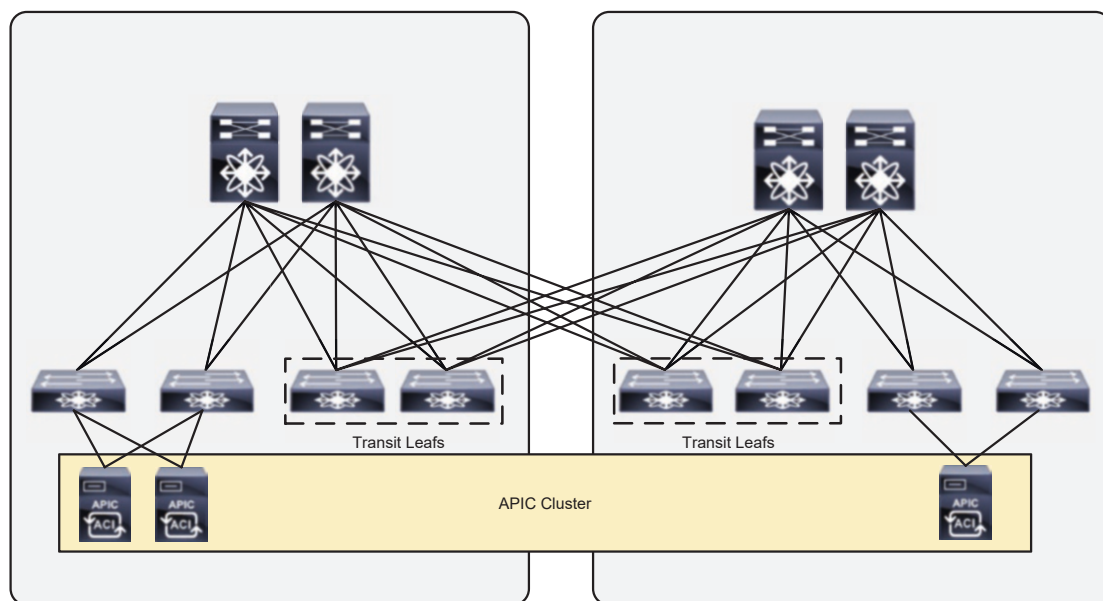 Transit Leafs
Transit Leafs
APIC Cluster
APIC
ACI
APIC
ACI
APIC
ACI